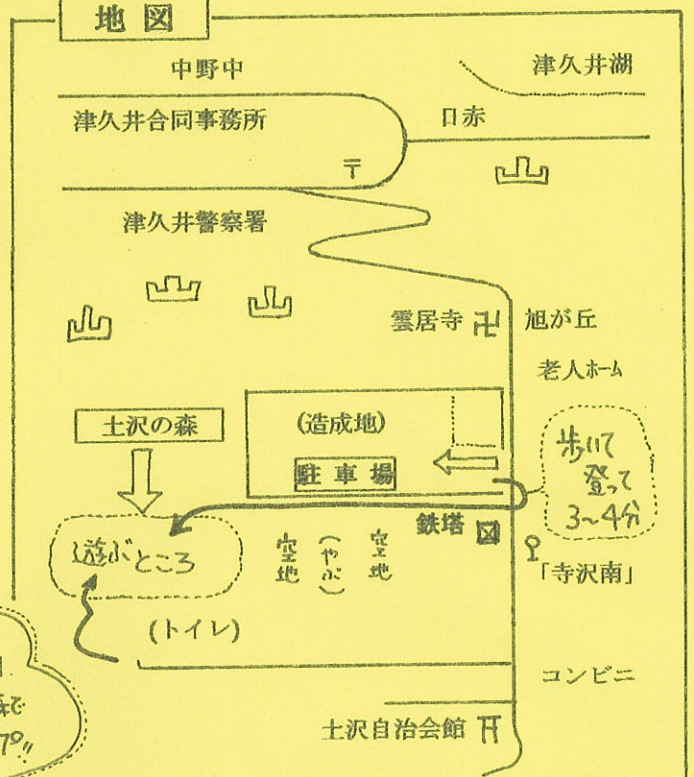 地図
中野中
津久井湖
津久井合同事務所
日赤
〒
津久井警察署
雲居寺 卍
旭が丘
老人ホーム
土沢の森
(造成地)
駐車場
歩いて
登って
3〜4分
鉄塔
遊ぶところ
空地
(やぶ)
空地
「寺沢南」
(トイレ)
コンビニ
土沢自治会館